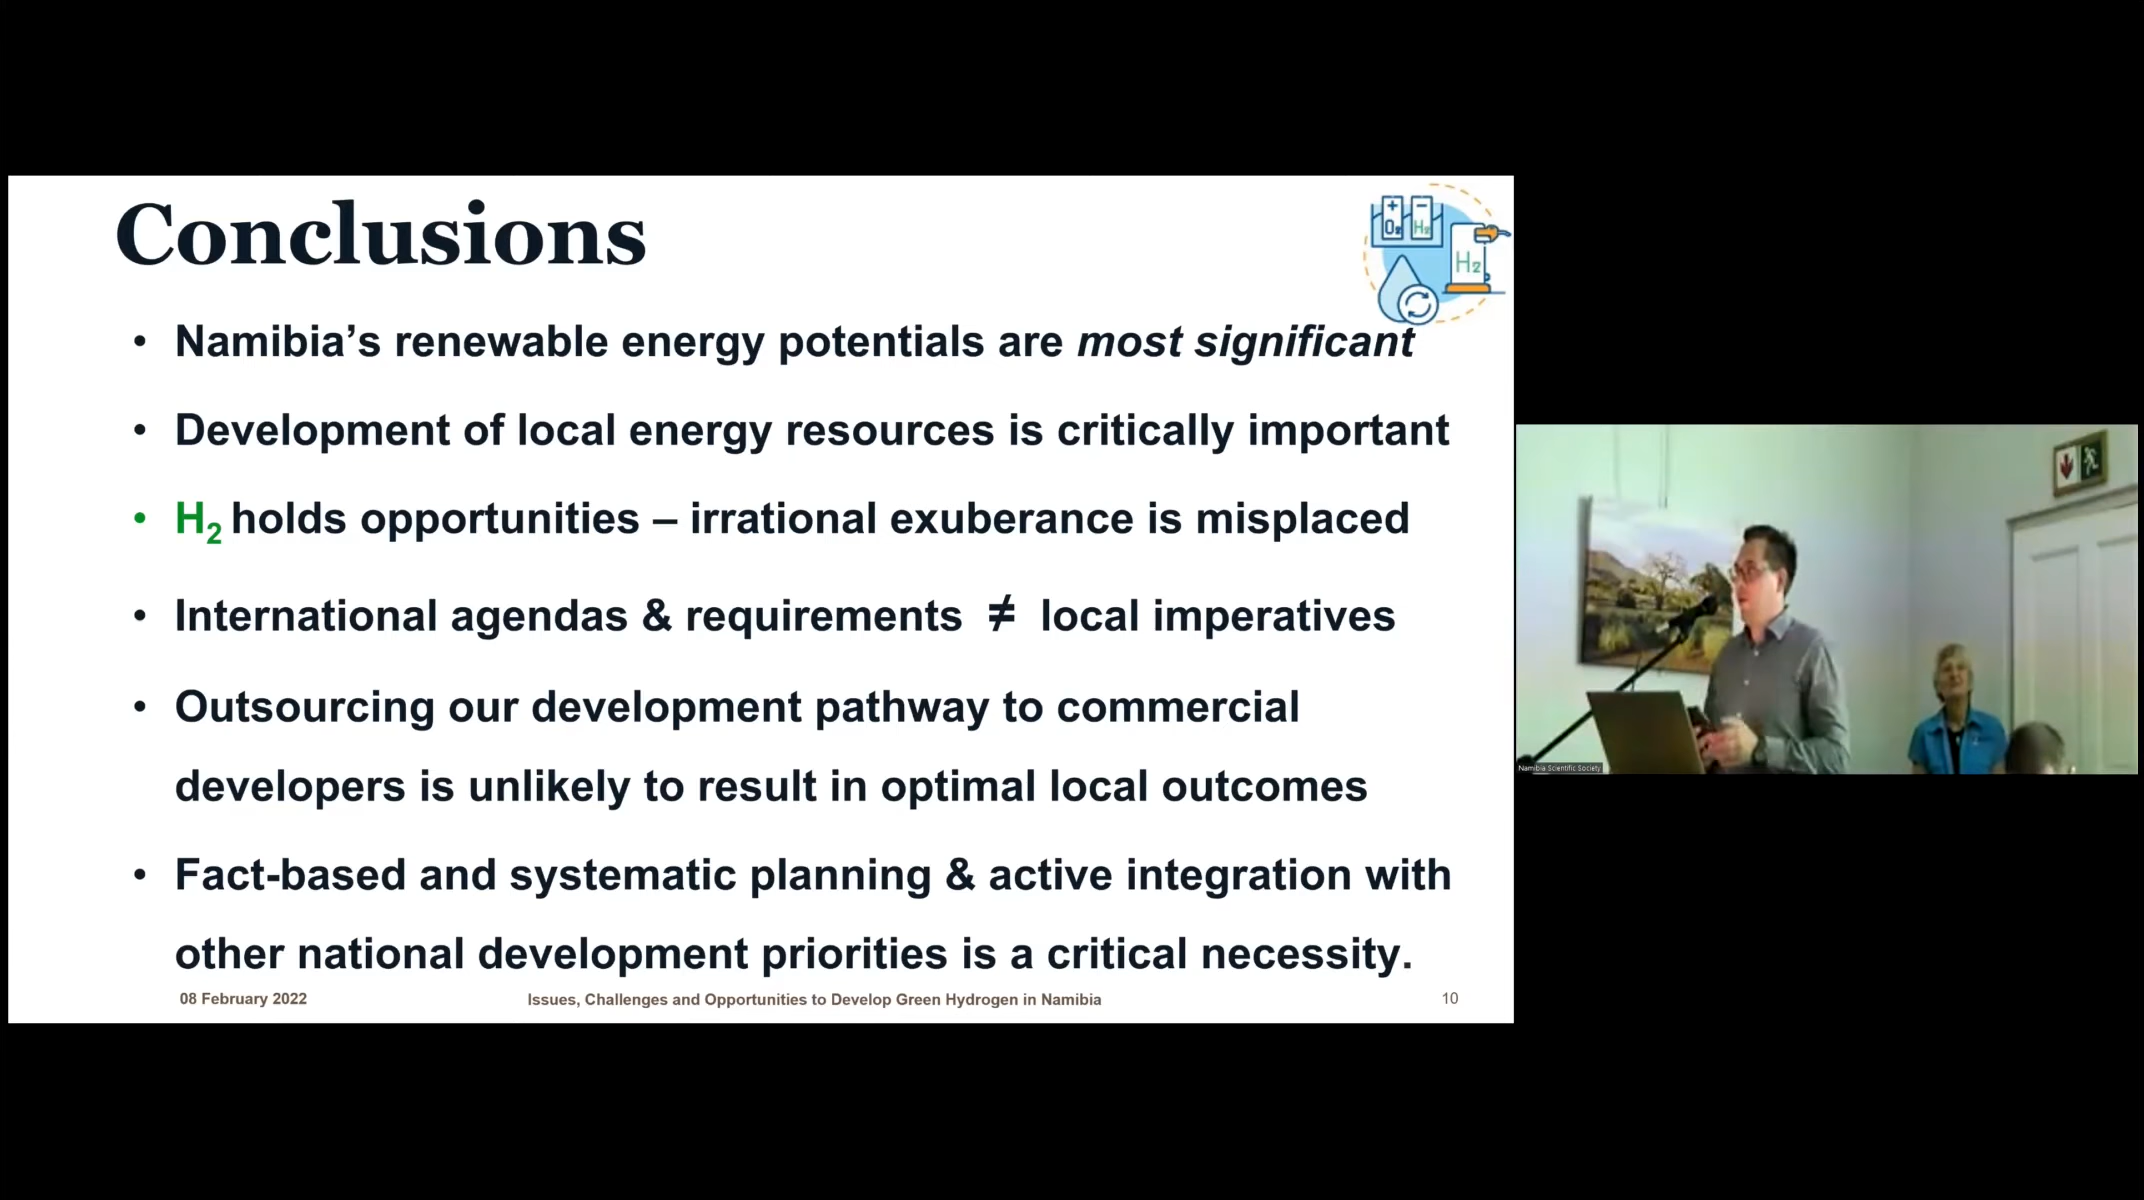 Conclusions
+ −
O₂ H₂
H₂
• Namibia’s renewable energy potentials are most significant
• Development of local energy resources is critically important
• H₂ holds opportunities – irrational exuberance is misplaced
• International agendas & requirements ≠ local imperatives
• Outsourcing our development pathway to commercial
developers is unlikely to result in optimal local outcomes
• Fact-based and systematic planning & active integration with
other national development priorities is a critical necessity.
08 February 2022 Issues, Challenges and Opportunities to Develop Green Hydrogen in Namibia 10
Namibia Scientific Society